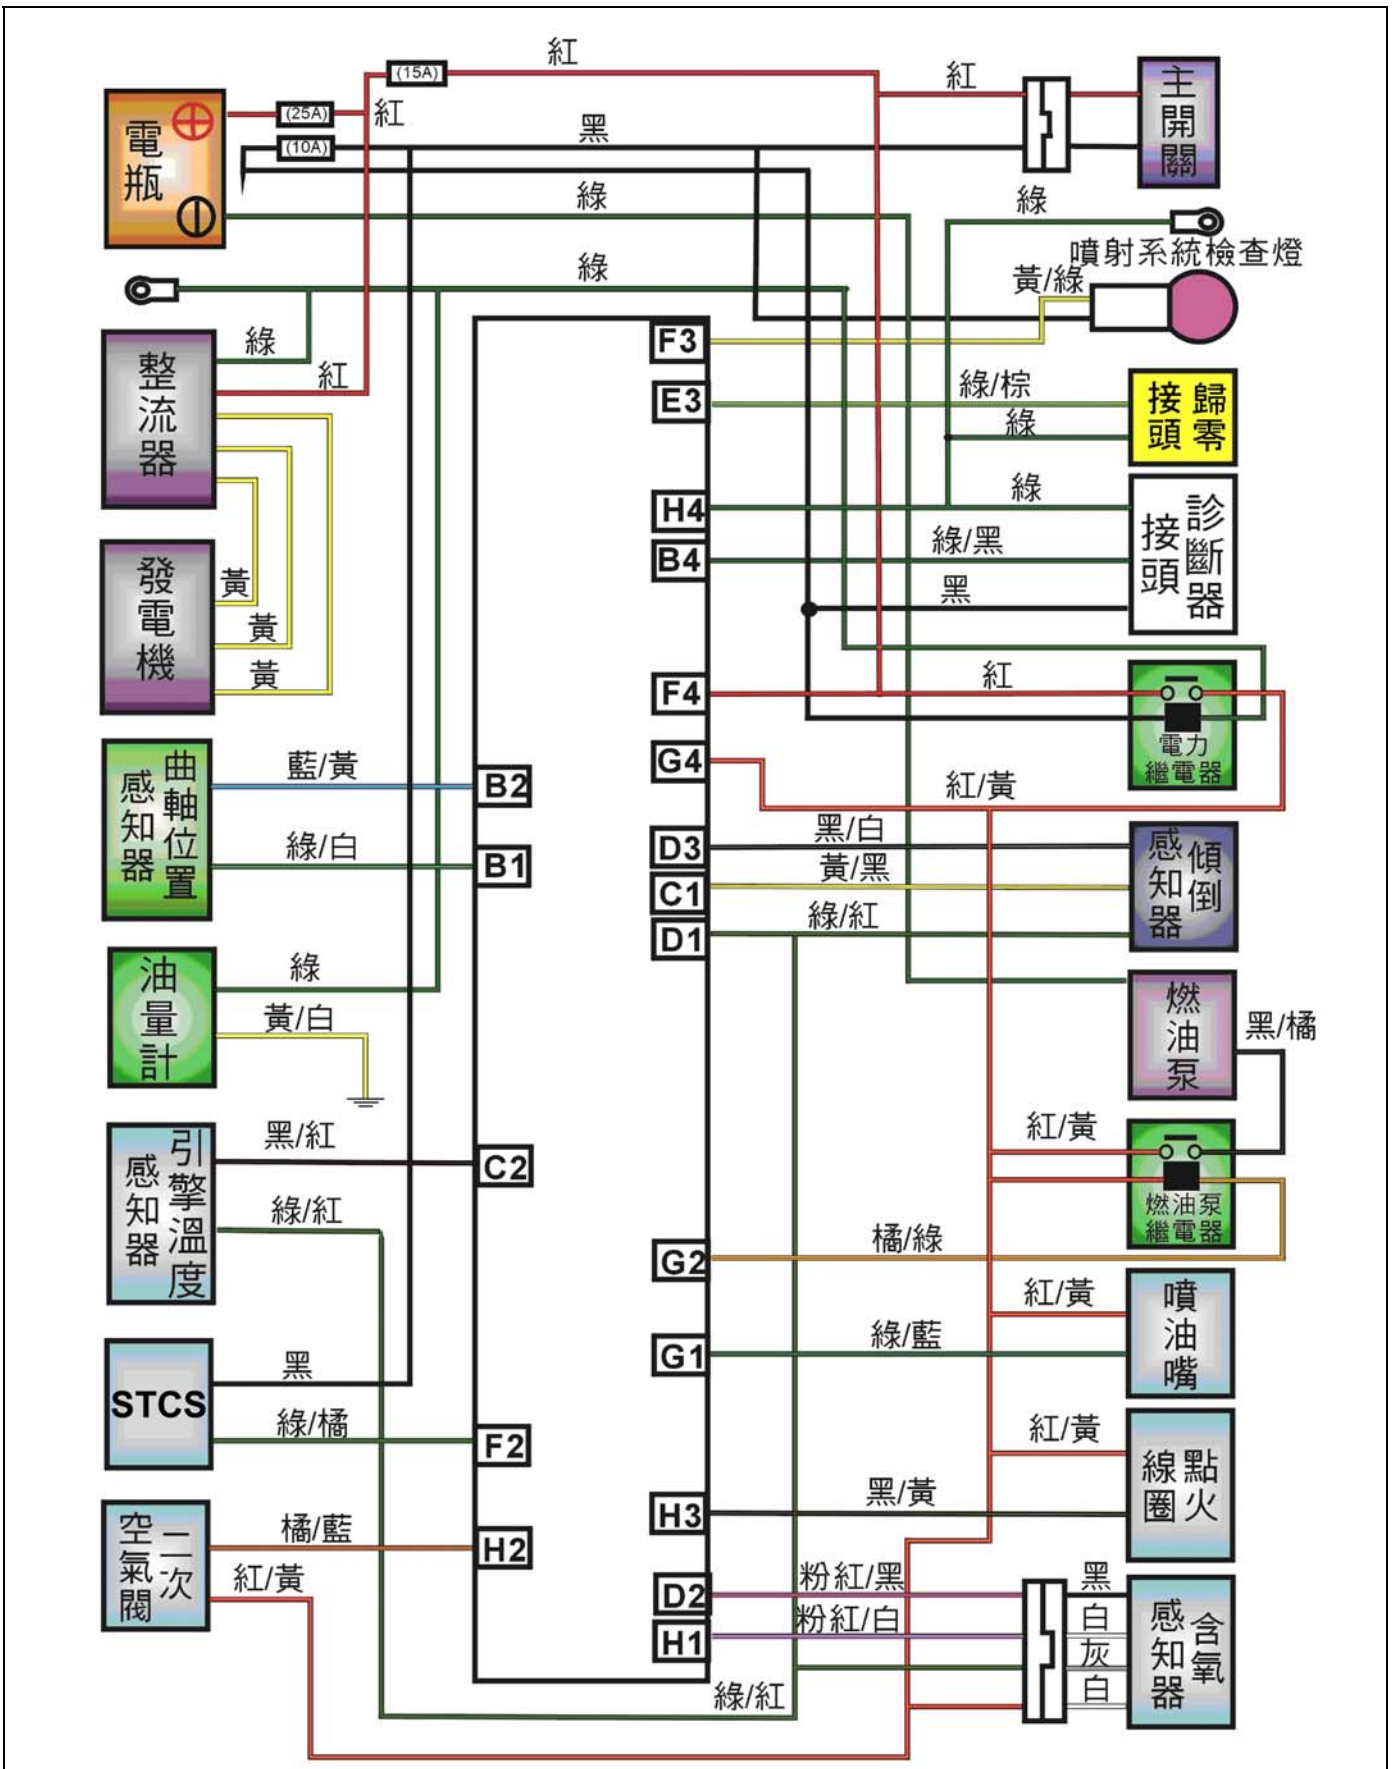 紅
(15A)
紅
主開關
電瓶
(25A)
紅
(10A)
黑
綠
綠
噴射系統檢查燈
黃/綠
綠
整流器
綠
紅
F3
E3
綠/棕
綠
歸零
接頭
H4
綠
B4
綠/黑
黑
診斷器
接頭
發電機
黃
黃
黃
F4
紅
電力
繼電器
G4
紅/黃
曲軸位置
感知器
藍/黃
B2
綠/白
B1
D3
黑/白
C1
黃/黑
D1
綠/紅
傾倒
感知器
油量計
綠
黃/白
燃油泵
黑/橘
引擎溫度
感知器
黑/紅
C2
綠/紅
紅/黃
燃油泵
繼電器
G2
橘/綠
紅/黃
噴油嘴
G1
綠/藍
STCS
黑
綠/橘
F2
紅/黃
點火
線圈
H3
黑/黃
二次
空氣閥
橘/藍
H2
紅/黃
D2
粉紅/黑
H1
粉紅/白
綠/紅
黑
白
灰
白
含氧
感知器